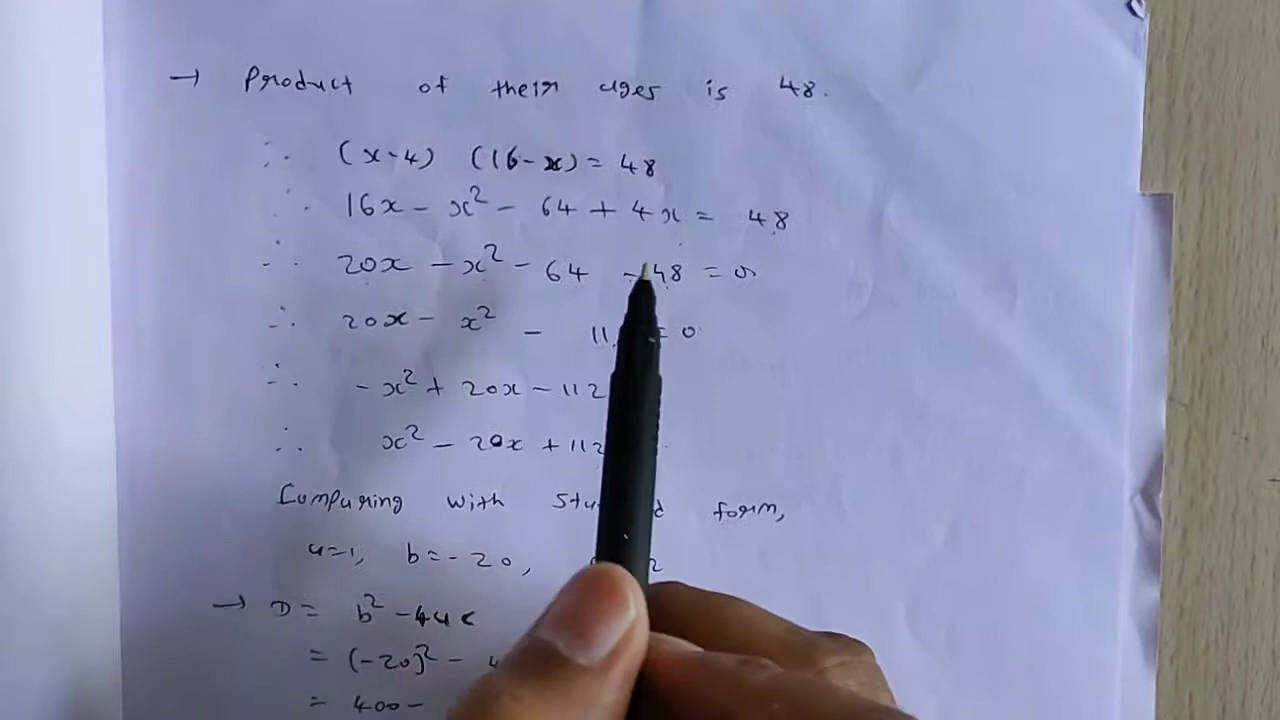 → Product of their ages is 48.
∴ (x-4) (16-x) = 48
∴ 16x - x² - 64 + 4x = 48
∴ 20x - x² - 64 - 48 = 0
∴ 20x - x² - 11 = 0
∴ -x² + 20x - 112
∴ x² - 20x + 112
Comparing with form,
a=1, b=-20, 2
→ D = b² - 4ac
= (-20)² - 4
= 400 -